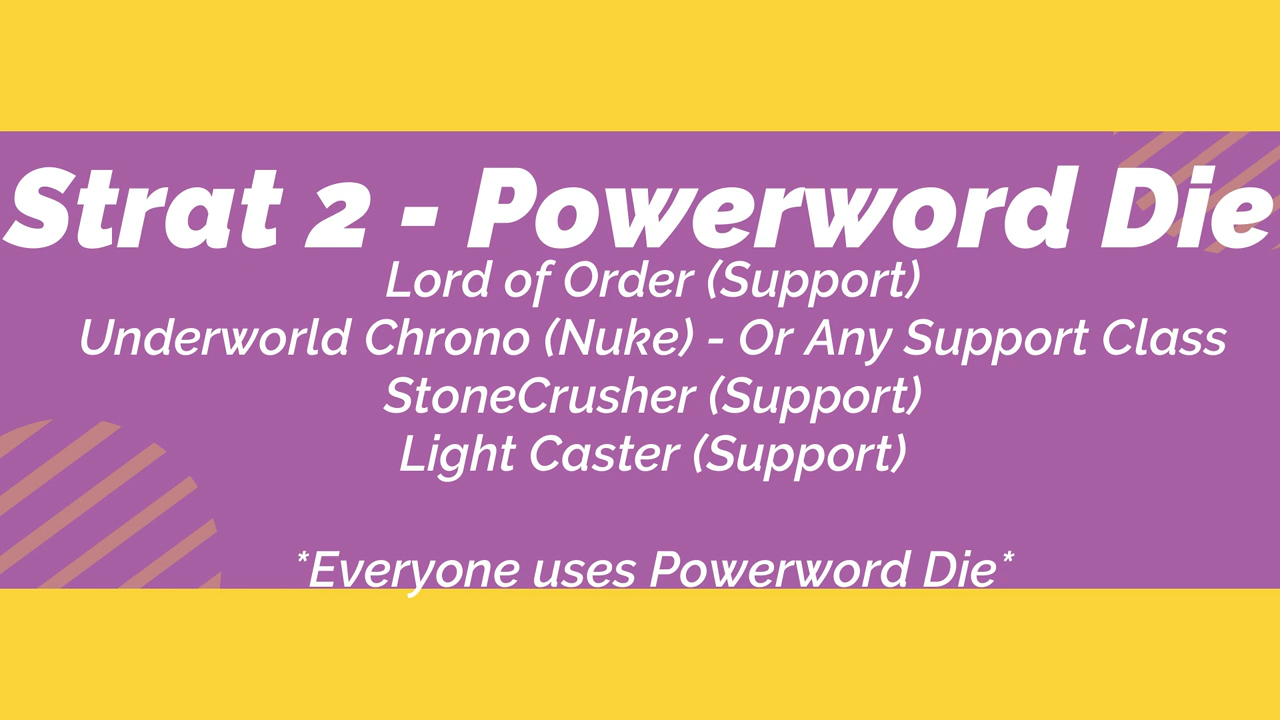 Strat 2 - Powerword Die
Lord of Order (Support)
Underworld Chrono (Nuke) - Or Any Support Class
StoneCrusher (Support)
Light Caster (Support)
*Everyone uses Powerword Die*